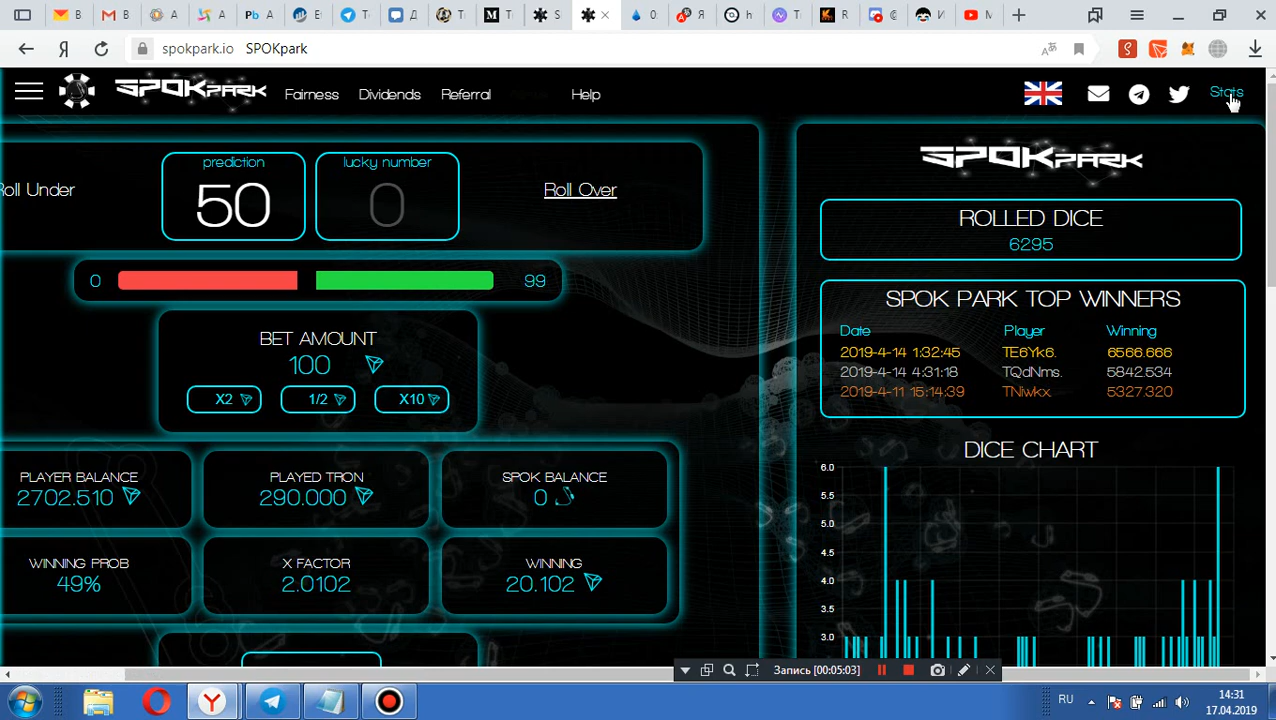 В
В
А
А
Pb
А
Е
Т
Д
Т
Т
S
0
Я
h
Т
R
@
И
М
Я
spokpark.io SPOKpark
SPOKPARK
Fairness
Dividends
Referral
Help
Stats
Roll Under
prediction
50
lucky number
0
Roll Over
0
99
BET AMOUNT
100
X2
1/2
X10
PLAYER BALANCE
2702.510
PLAYED TRON
290.000
SPOK BALANCE
0
WINNING PROB
49%
X FACTOR
2.0102
WINNING
20.102
SPOKPARK
ROLLED DICE
6295
SPOK PARK TOP WINNERS
Date Player Winning
2019-4-14 1:32:45 TE6Yk6. 6566.666
2019-4-14 4:31:18 TQdNms. 5842.534
2019-4-11 15:14:39 TNiwkx. 5327.320
DICE CHART
6.0
5.5
5.0
4.5
4.0
3.5
3.0
Запись [00:05:03]
RU
14:31
17.04.2019